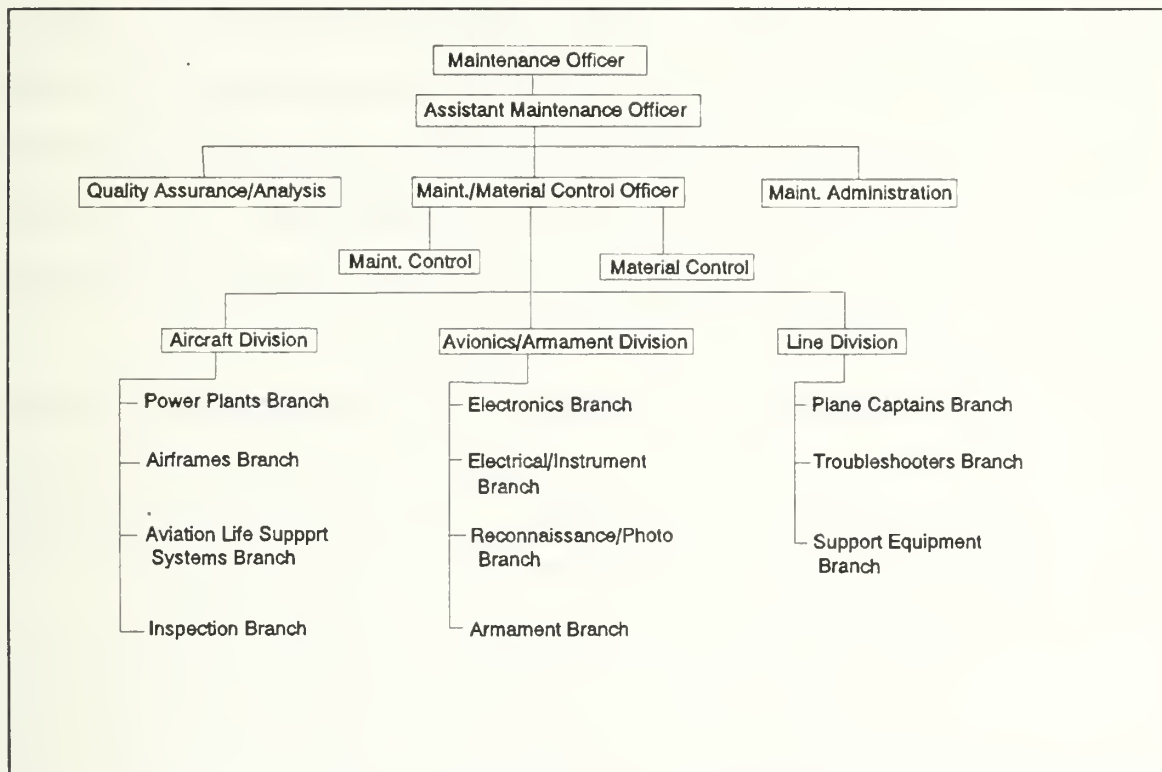 Maintenance Officer
Assistant Maintenance Officer
Quality Assurance/Analysis
Maint./Material Control Officer
Maint. Administration
Maint. Control
Material Control
Aircraft Division
Avionics/Armament Division
Line Division
Power Plants Branch
Airframes Branch
Aviation Life Suppprt
Systems Branch
Inspection Branch
Electronics Branch
Electrical/Instrument
Branch
Reconnaissance/Photo
Branch
Armament Branch
Plane Captains Branch
Troubleshooters Branch
Support Equipment
Branch